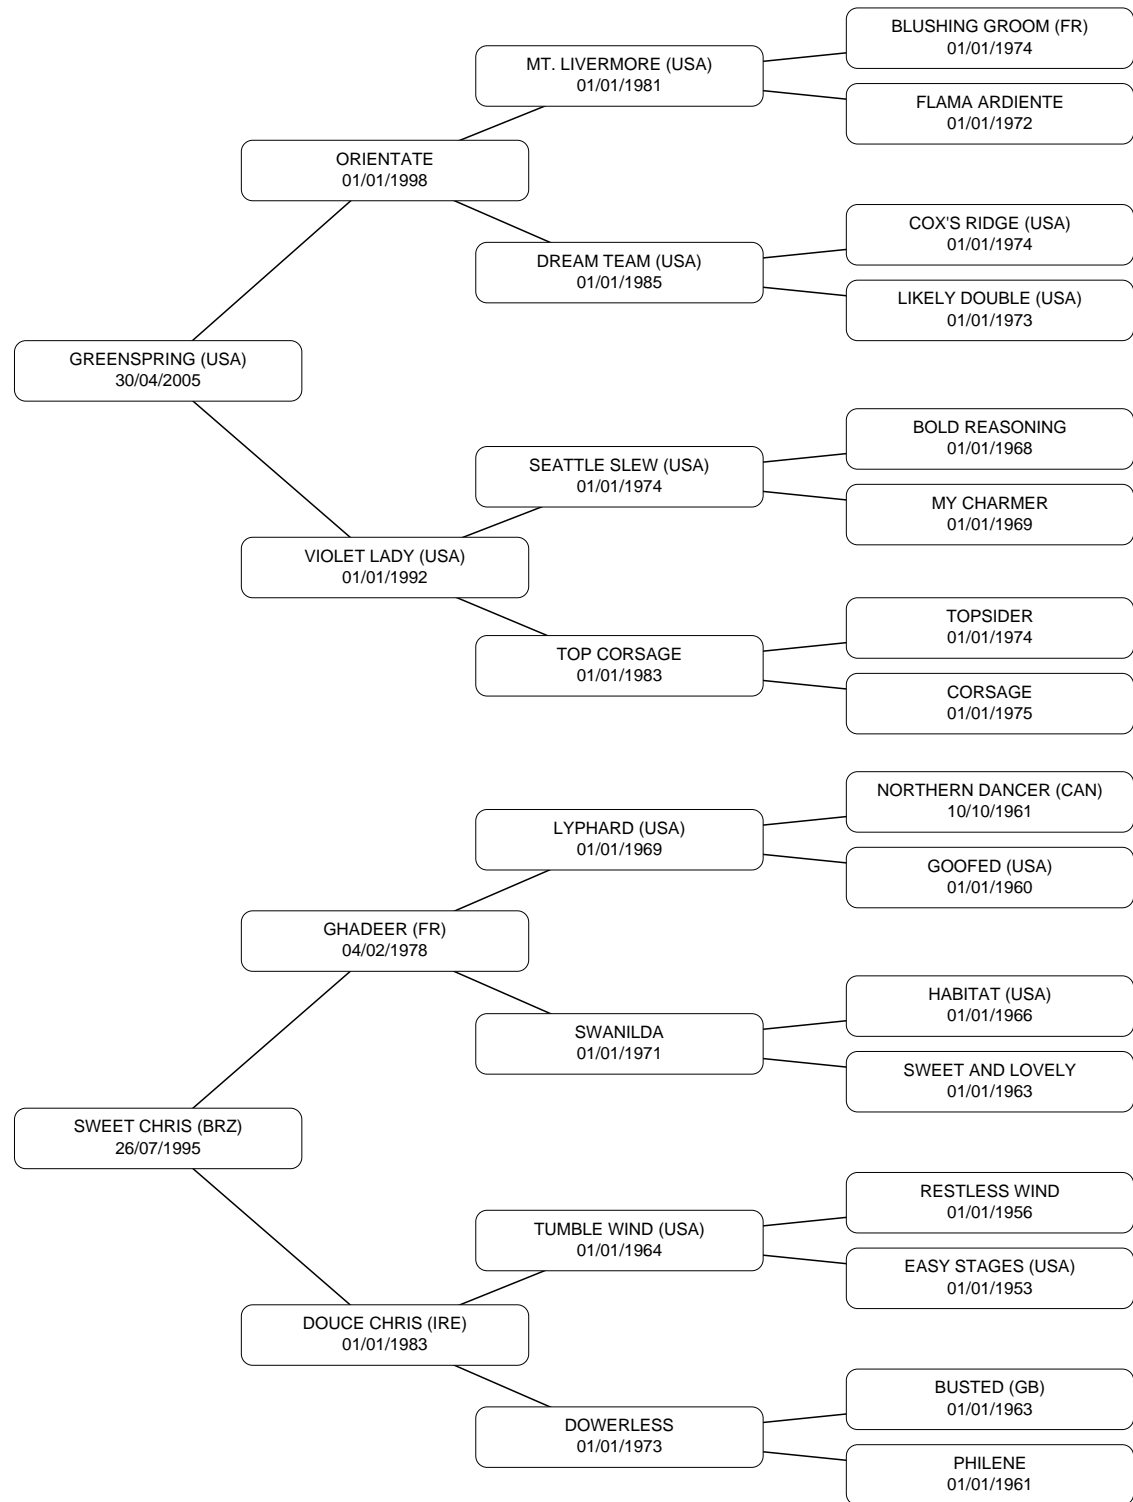 BLUSHING GROOM (FR)
01/01/1974
MT. LIVERMORE (USA)
01/01/1981
FLAMA ARDIENTE
01/01/1972
ORIENTATE
01/01/1998
COX'S RIDGE (USA)
01/01/1974
DREAM TEAM (USA)
01/01/1985
LIKELY DOUBLE (USA)
01/01/1973
GREENSPRING (USA)
30/04/2005
BOLD REASONING
01/01/1968
SEATTLE SLEW (USA)
01/01/1974
MY CHARMER
01/01/1969
VIOLET LADY (USA)
01/01/1992
TOPSIDER
01/01/1974
TOP CORSAGE
01/01/1983
CORSAGE
01/01/1975
NORTHERN DANCER (CAN)
10/10/1961
LYPHARD (USA)
01/01/1969
GOOFED (USA)
01/01/1960
GHADEER (FR)
04/02/1978
HABITAT (USA)
01/01/1966
SWANILDA
01/01/1971
SWEET AND LOVELY
01/01/1963
SWEET CHRIS (BRZ)
26/07/1995
RESTLESS WIND
01/01/1956
TUMBLE WIND (USA)
01/01/1964
EASY STAGES (USA)
01/01/1953
DOUCE CHRIS (IRE)
01/01/1983
BUSTED (GB)
01/01/1963
DOWERLESS
01/01/1973
PHILENE
01/01/1961